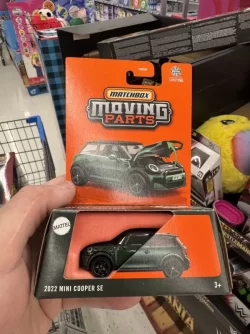 MATCHBOX
MOVING
PARTS
MATTEL
2022 MINI COOPER SE
3+